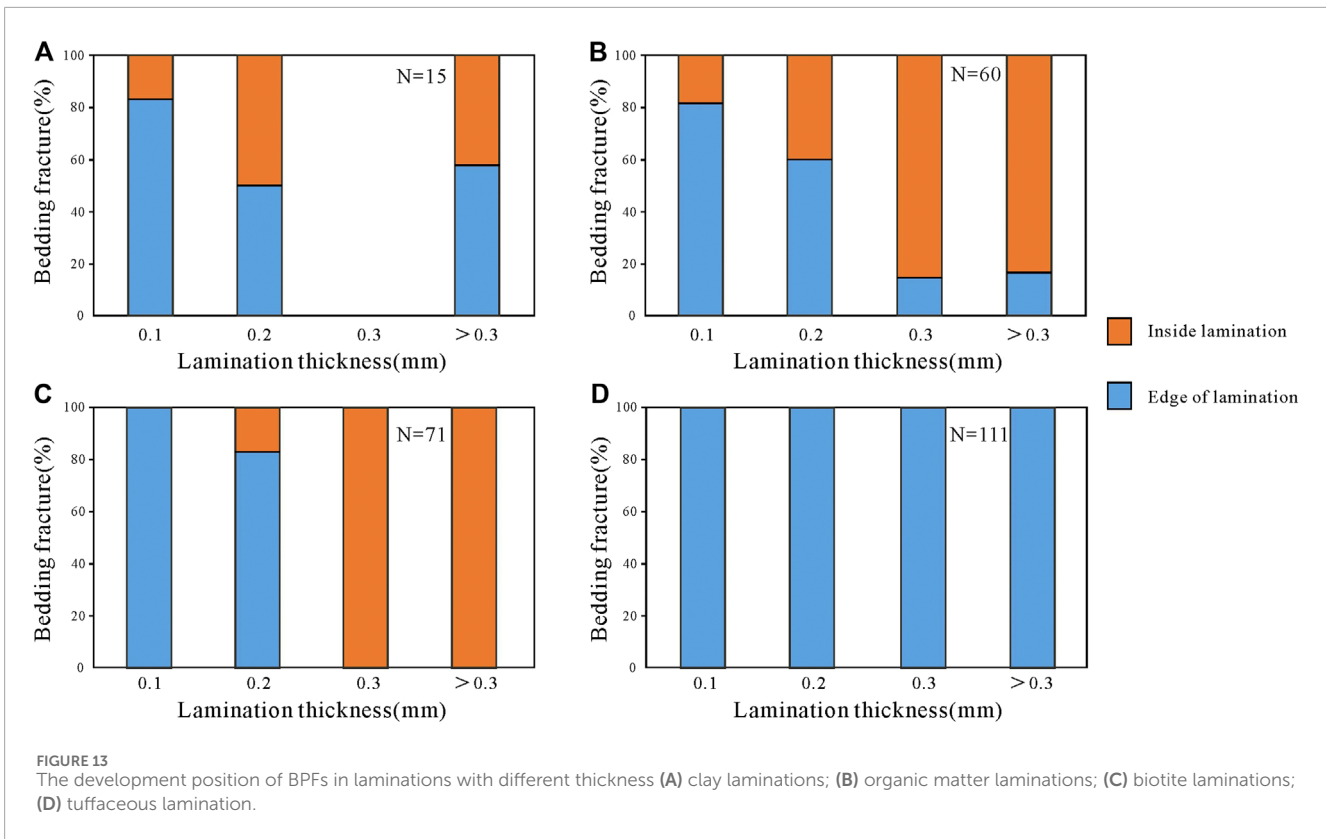 A
B
Bedding fracture(%)
100
80
60
40
20
0
N=15
0.1 0.2 0.3 >0.3
Lamination thickness(mm)
Bedding fracture(%)
100
80
60
40
20
0
N=60
0.1 0.2 0.3 >0.3
Lamination thickness(mm)
Inside lamination
Edge of lamination
C
D
Bedding fracture(%)
100
80
60
40
20
0
N=71
0.1 0.2 0.3 >0.3
Lamination thickness(mm)
Bedding fracture(%)
100
80
60
40
20
0
N=111
0.1 0.2 0.3 >0.3
Lamination thickness(mm)
FIGURE 13
The development position of BPFs in laminations with different thickness (A) clay laminations; (B) organic matter laminations; (C) biotite laminations;
(D) tuffaceous lamination.